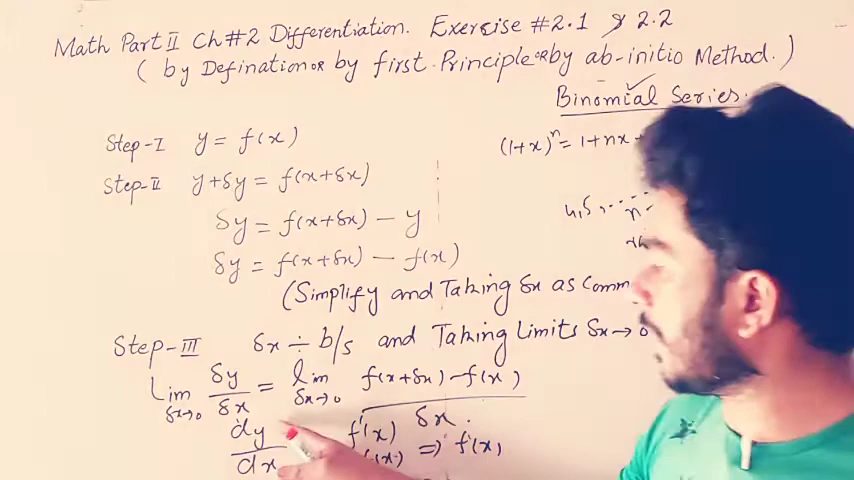 Math Part II Ch#2 Differentiation. Exercise #2.1 & 2.2
( by Defination OR by first Principle OR by ab-initio Method. )
Binomial Series.
Step-I y = f(x)
(1+x)^n = 1+nx+
Step-II y+δy = f(x+δx)
δy = f(x+δx) - y
δy = f(x+δx) - f(x)
(Simplify and Taking δx as Comm
Step-III δx ÷ b/s and Taking Limits δx→0
Lim δx→0 δy/δx = lim δx→0 f(x+δx)-f(x) / δx.
dy/dx f'(x) ⇒ f'(x)